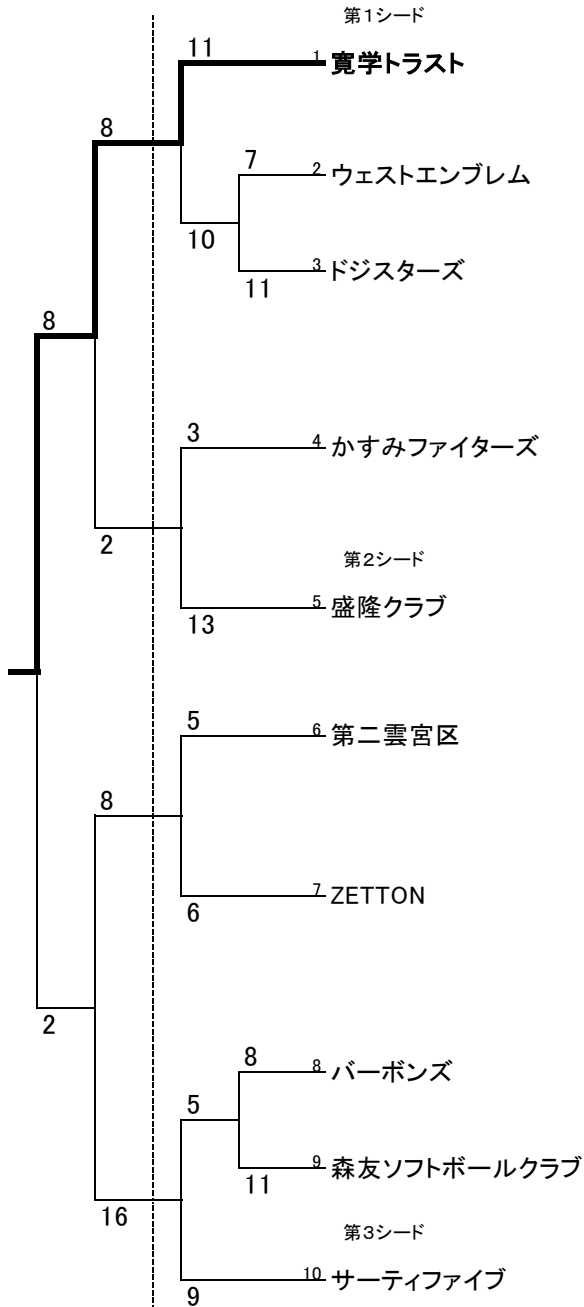 第1シード
11
1 寛学トラスト
8
7
2 ウェストエンブレム
10
3 ドジスターズ
11
8
3
4 かすみファイターズ
2
第2シード
5 盛隆クラブ
13
5
6 第二雲宮区
8
7 ZETTON
6
2
8
8 バーボンズ
5
9 森友ソフトボールクラブ
11
16
第3シード
10 サーティファイブ
9